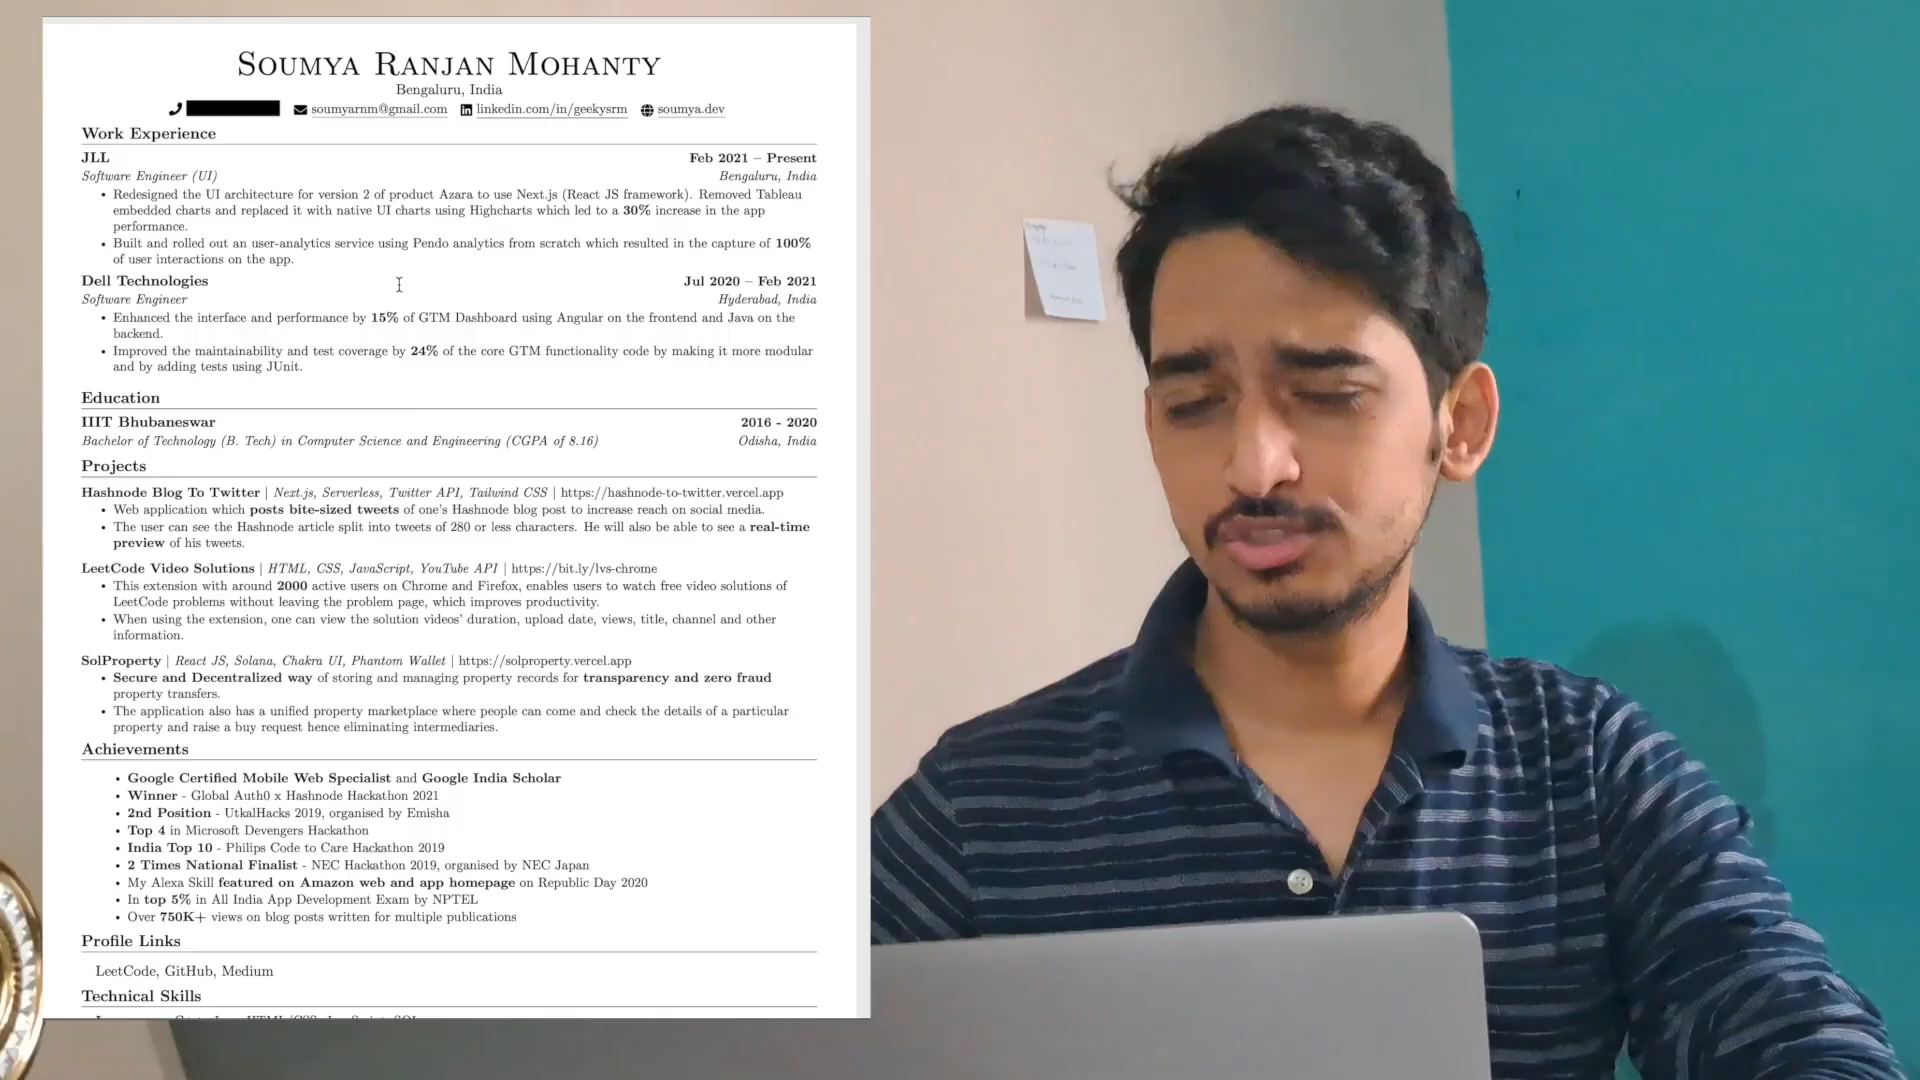 SOUMYA RANJAN MOHANTY
Bengaluru, India
soumyarnm@gmail.com linkedin.com/in/geekysrm soumya.dev
Work Experience
JLL Feb 2021 – Present
Software Engineer (UI) Bengaluru, India
• Redesigned the UI architecture for version 2 of product Azara to use Next.js (React JS framework). Removed Tableau
embedded charts and replaced it with native UI charts using Highcharts which led to a 30% increase in the app
performance.
• Built and rolled out an user-analytics service using Pendo analytics from scratch which resulted in the capture of 100%
of user interactions on the app.
Dell Technologies Jul 2020 – Feb 2021
Software Engineer Hyderabad, India
• Enhanced the interface and performance by 15% of GTM Dashboard using Angular on the frontend and Java on the
backend.
• Improved the maintainability and test coverage by 24% of the core GTM functionality code by making it more modular
and by adding tests using JUnit.
Education
IIIT Bhubaneswar 2016 - 2020
Bachelor of Technology (B. Tech) in Computer Science and Engineering (CGPA of 8.16) Odisha, India
Projects
Hashnode Blog To Twitter | Next.js, Serverless, Twitter API, Tailwind CSS | https://hashnode-to-twitter.vercel.app
• Web application which posts bite-sized tweets of one's Hashnode blog post to increase reach on social media.
• The user can see the Hashnode article split into tweets of 280 or less characters. He will also be able to see a real-time
preview of his tweets.
LeetCode Video Solutions | HTML, CSS, JavaScript, YouTube API | https://bit.ly/lvs-chrome
• This extension with around 2000 active users on Chrome and Firefox, enables users to watch free video solutions of
LeetCode problems without leaving the problem page, which improves productivity.
• When using the extension, one can view the solution videos' duration, upload date, views, title, channel and other
information.
SolProperty | React JS, Solana, Chakra UI, Phantom Wallet | https://solproperty.vercel.app
• Secure and Decentralized way of storing and managing property records for transparency and zero fraud
property transfers.
• The application also has a unified property marketplace where people can come and check the details of a particular
property and raise a buy request hence eliminating intermediaries.
Achievements
• Google Certified Mobile Web Specialist and Google India Scholar
• Winner - Global Auth0 x Hashnode Hackathon 2021
• 2nd Position - UtkalHacks 2019, organised by Emisha
• Top 4 in Microsoft Devengers Hackathon
• India Top 10 - Philips Code to Care Hackathon 2019
• 2 Times National Finalist - NEC Hackathon 2019, organised by NEC Japan
• My Alexa Skill featured on Amazon web and app homepage on Republic Day 2020
• In top 5% in All India App Development Exam by NPTEL
• Over 750K+ views on blog posts written for multiple publications
Profile Links
LeetCode, GitHub, Medium
Technical Skills